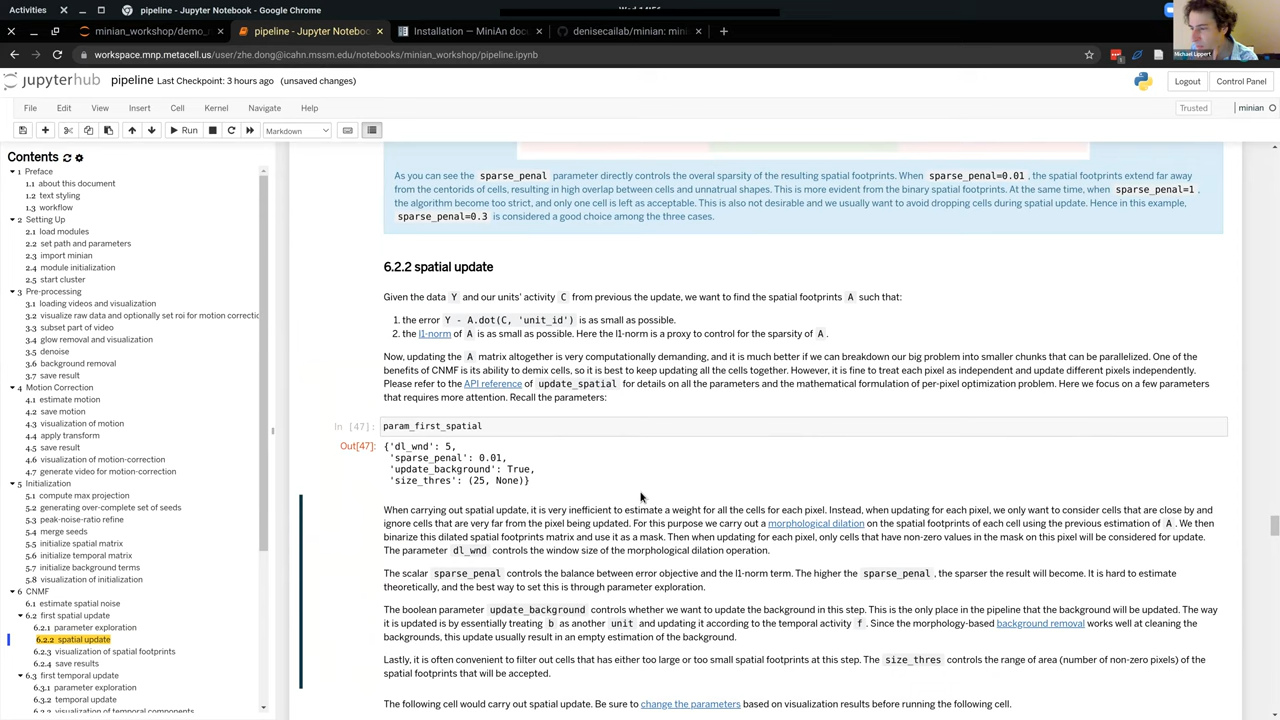 Activities
pipeline - Jupyter Notebook - Google Chrome
minian_workshop/demo_
pipeline - Jupyter Noteboo
Installation — MiniAn doc
denisecailab/minian: mini
workspace.mnp.metacell.us/user/zhe.dong@icahn.mssm.edu/notebooks/minian_workshop/pipeline.ipynb
Michael Lippert
jupyterhub pipeline Last Checkpoint: 3 hours ago (unsaved changes)
Logout Control Panel
File Edit View Insert Cell Kernel Navigate Help
Trusted minian
Run Markdown
Contents
1 Preface
1.1 about this document
1.2 text styling
1.3 workflow
2 Setting Up
2.1 load modules
2.2 set path and parameters
2.3 import minian
2.4 module initialization
2.5 start cluster
3 Pre-processing
3.1 loading videos and visualization
3.2 visualize raw data and optionally set roi for motion correctio
3.3 subset part of video
3.4 glow removal and visualization
3.5 denoise
3.6 background removal
3.7 save result
4 Motion Correction
4.1 estimate motion
4.2 save motion
4.3 visualization of motion
4.4 apply transform
4.5 save result
4.6 visualization of motion-correction
4.7 generate video for motion-correction
5 Initialization
5.1 compute max projection
5.2 generating over-complete set of seeds
5.3 peak-noise-ratio refine
5.4 merge seeds
5.5 initialize spatial matrix
5.6 initialize temporal matrix
5.7 initialize background terms
5.8 visualization of initialization
6 CNMF
6.1 estimate spatial noise
6.2 first spatial update
6.2.1 parameter exploration
6.2.2 spatial update
6.2.3 visualization of spatial footprints
6.2.4 save results
6.3 first temporal update
6.3.1 parameter exploration
6.3.2 temporal update
6.3.3 visualization of temporal components
As you can see the sparse_penal parameter directly controls the overal sparsity of the resulting spatial footprints. When sparse_penal=0.01 , the spatial footprints extend far away
from the centorids of cells, resulting in high overlap between cells and unnatrual shapes. This is more evident from the binary spatial footprints. At the same time, when sparse_penal=1 ,
the algorithm become too strict, and only one cell is left as acceptable. This is also not desirable and we usually want to avoid dropping cells during spatial update. Hence in this example,
sparse_penal=0.3 is considered a good choice among the three cases.
6.2.2 spatial update
Given the data Y and our units' activity C from previous the update, we want to find the spatial footprints A such that:
1. the error Y - A.dot(C, 'unit_id') is as small as possible.
2. the l1-norm of A is as small as possible. Here the l1-norm is a proxy to control for the sparsity of A .
Now, updating the A matrix altogether is very computationally demanding, and it is much better if we can breakdown our big problem into smaller chunks that can be parallelized. One of the
benefits of CNMF is its ability to demix cells, so it is best to keep updating all the cells together. However, it is fine to treat each pixel as independent and update different pixels independently.
Please refer to the API reference of update_spatial for details on all the parameters and the mathematical formulation of per-pixel optimization problem. Here we focus on a few parameters
that requires more attention. Recall the parameters:
In [47]: param_first_spatial
Out[47]: {'dl_wnd': 5,
'sparse_penal': 0.01,
'update_background': True,
'size_thres': (25, None)}
When carrying out spatial update, it is very inefficient to estimate a weight for all the cells for each pixel. Instead, when updating for each pixel, we only want to consider cells that are close by and
ignore cells that are very far from the pixel being updated. For this purpose we carry out a morphological dilation on the spatial footprints of each cell using the previous estimation of A . We then
binarize this dilated spatial footprints matrix and use it as a mask. Then when updating for each pixel, only cells that have non-zero values in the mask on this pixel will be considered for update.
The parameter dl_wnd controls the window size of the morphological dilation operation.
The scalar sparse_penal controls the balance between error objective and the l1-norm term. The higher the sparse_penal , the sparser the result will become. It is hard to estimate
theoretically, and the best way to set this is through parameter exploration.
The boolean parameter update_background controls whether we want to update the background in this step. This is the only place in the pipeline that the background will be updated. The way
it is updated is by essentially treating b as another unit and updating it according to the temporal activity f . Since the morphology-based background removal works well at cleaning the
backgrounds, this update usually result in an empty estimation of the background.
Lastly, it is often convenient to filter out cells that has either too large or too small spatial footprints at this step. The size_thres controls the range of area (number of non-zero pixels) of the
spatial footprints that will be accepted.
The following cell would carry out spatial update. Be sure to change the parameters based on visualization results before running the following cell.